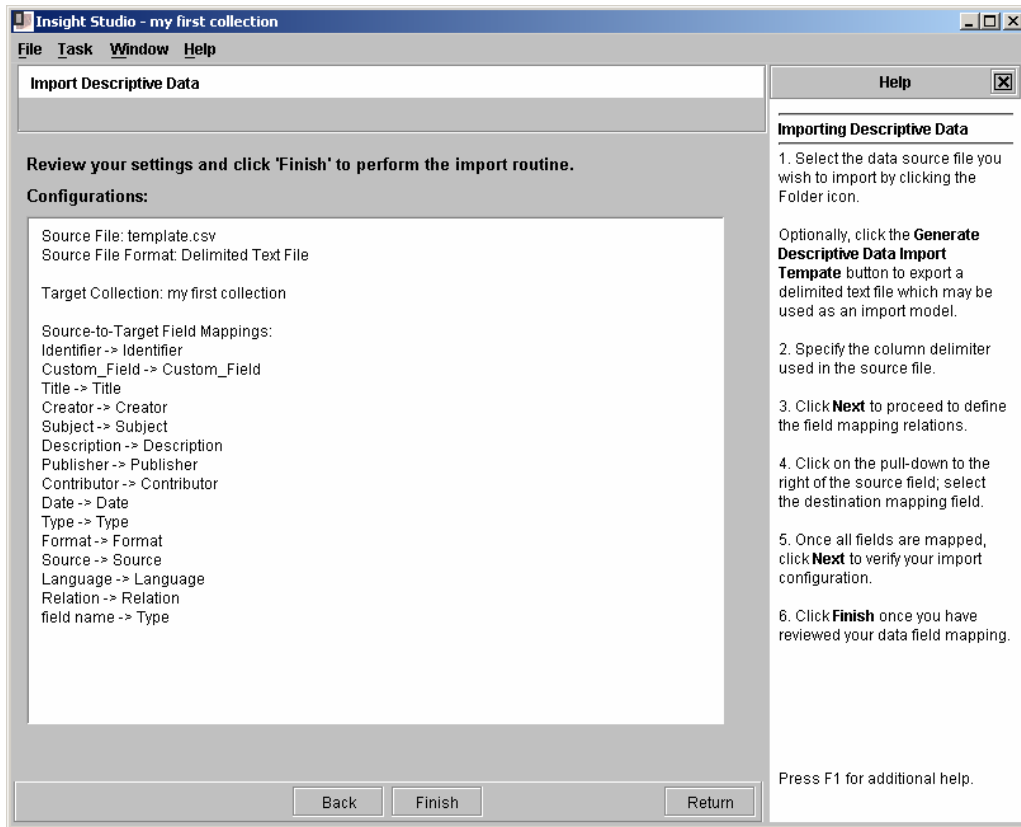 Insight Studio - my first collection
File Task Window Help
Import Descriptive Data
Review your settings and click 'Finish' to perform the import routine.
Configurations:
Source File: template.csv
Source File Format: Delimited Text File
Target Collection: my first collection
Source-to-Target Field Mappings:
Identifier -> Identifier
Custom_Field -> Custom_Field
Title -> Title
Creator -> Creator
Subject -> Subject
Description -> Description
Publisher -> Publisher
Contributor -> Contributor
Date -> Date
Type -> Type
Format -> Format
Source -> Source
Language -> Language
Relation -> Relation
field name -> Type
Back Finish Return
Help
Importing Descriptive Data
1. Select the data source file you
wish to import by clicking the
Folder icon.
Optionally, click the Generate
Descriptive Data Import
Tempate button to export a
delimited text file which may be
used as an import model.
2. Specify the column delimiter
used in the source file.
3. Click Next to proceed to define
the field mapping relations.
4. Click on the pull-down to the
right of the source field; select
the destination mapping field.
5. Once all fields are mapped,
click Next to verify your import
configuration.
6. Click Finish once you have
reviewed your data field mapping.
Press F1 for additional help.